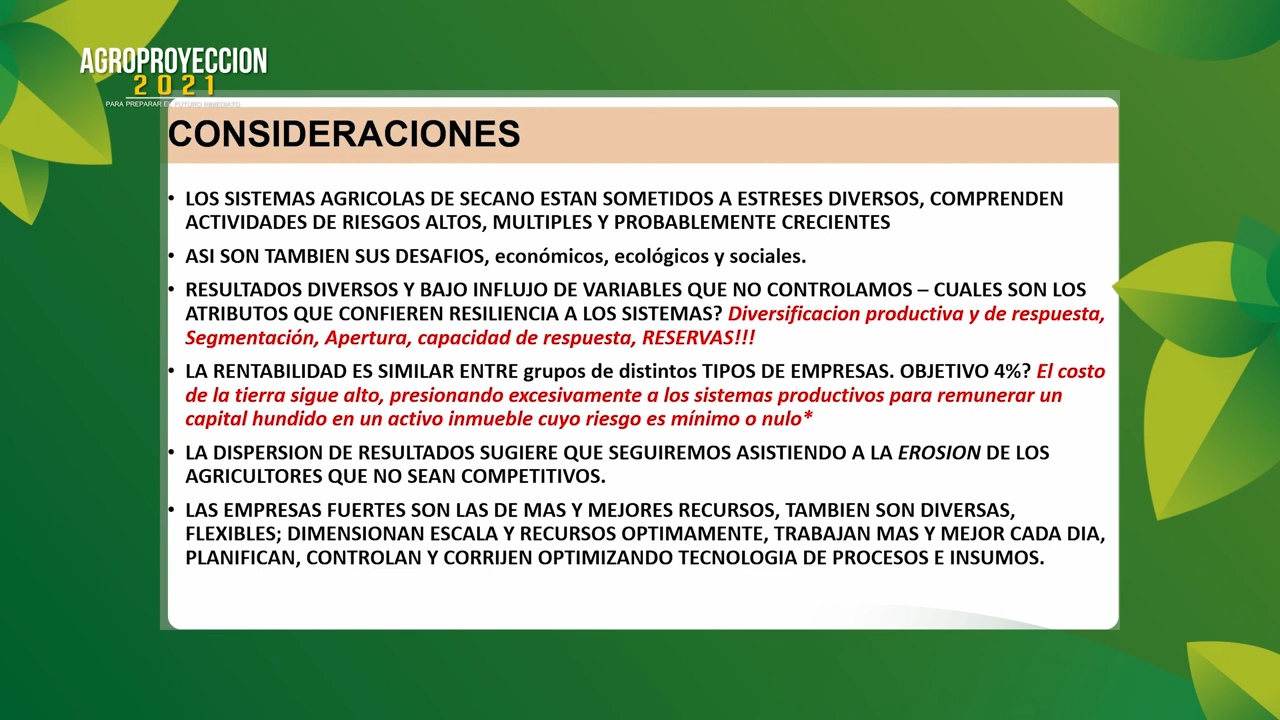 AGROPROYECCION
2021
PARA PREPARAR EL FUTURO INMEDIATO
CONSIDERACIONES
• LOS SISTEMAS AGRICOLAS DE SECANO ESTAN SOMETIDOS A ESTRESES DIVERSOS, COMPRENDEN
ACTIVIDADES DE RIESGOS ALTOS, MULTIPLES Y PROBABLEMENTE CRECIENTES
• ASI SON TAMBIEN SUS DESAFIOS, económicos, ecológicos y sociales.
• RESULTADOS DIVERSOS Y BAJO INFLUJO DE VARIABLES QUE NO CONTROLAMOS – CUALES SON LOS
ATRIBUTOS QUE CONFIEREN RESILIENCIA A LOS SISTEMAS? Diversificacion productiva y de respuesta,
Segmentación, Apertura, capacidad de respuesta, RESERVAS!!!
• LA RENTABILIDAD ES SIMILAR ENTRE grupos de distintos TIPOS DE EMPRESAS. OBJETIVO 4%? El costo
de la tierra sigue alto, presionando excesivamente a los sistemas productivos para remunerar un
capital hundido en un activo inmueble cuyo riesgo es mínimo o nulo*
• LA DISPERSION DE RESULTADOS SUGIERE QUE SEGUIREMOS ASISTIENDO A LA EROSION DE LOS
AGRICULTORES QUE NO SEAN COMPETITIVOS.
• LAS EMPRESAS FUERTES SON LAS DE MAS Y MEJORES RECURSOS, TAMBIEN SON DIVERSAS,
FLEXIBLES; DIMENSIONAN ESCALA Y RECURSOS OPTIMAMENTE, TRABAJAN MAS Y MEJOR CADA DIA,
PLANIFICAN, CONTROLAN Y CORRIJEN OPTIMIZANDO TECNOLOGIA DE PROCESOS E INSUMOS.